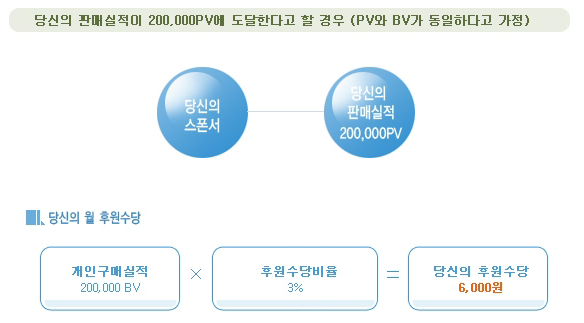 당신의 판매실적이 200,000PV에 도달한다고 할 경우 (PV와 BV가 동일하다고 가정)
당신의
스폰서
당신의
판매실적
200,000PV
당신의 월 후원수당
개인구매실적
200,000 BV
×
후원수당비율
3%
=
당신의 후원수당
6,000원